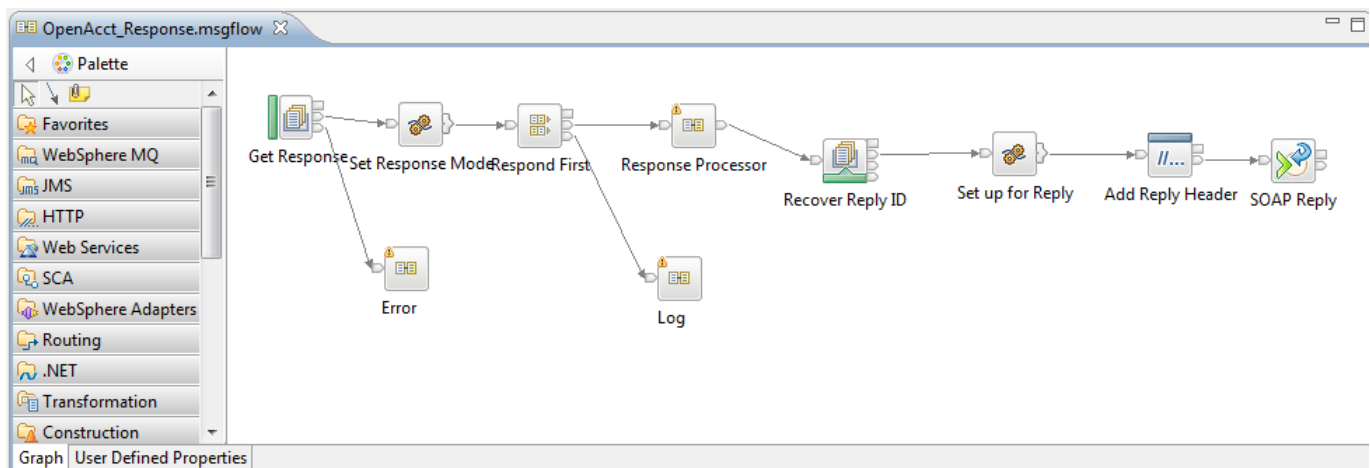 OpenAcct_Response.msgflow
Palette
Favorites
WebSphere MQ
JMS
HTTP
Web Services
SCA
WebSphere Adapters
Routing
.NET
Transformation
Construction
Get Response
Set Response Mode
Respond First
Response Processor
Recover Reply ID
Set up for Reply
Add Reply Header
//...
SOAP Reply
Error
Log
Graph
User Defined Properties